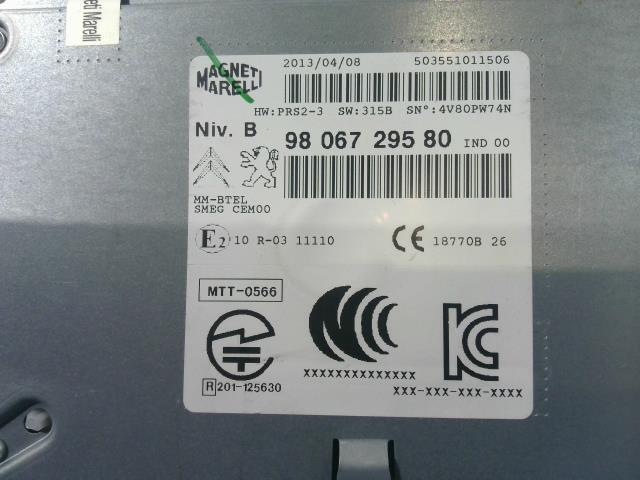 eti Marelli
MAGNETI
MARELLI
2013/04/08 503551011506
HW:PRS2-3 SW:315B SN°:4V80PW74N
Niv. B 98 067 295 80 IND 00
MM-BTEL
SMEG CEM00
E2 10 R-03 11110 CE 18770B 26
MTT-0566
R 201-125630
XXXXXXXXXXXXXXXX
XXX-XXX-XXX-XXXX